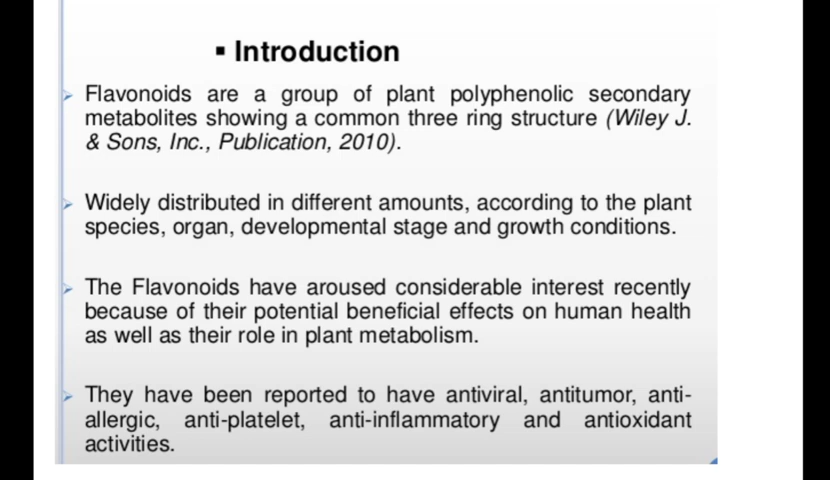 ▪ Introduction
➢ Flavonoids are a group of plant polyphenolic secondary
metabolites showing a common three ring structure (Wiley J.
& Sons, Inc., Publication, 2010).
➢ Widely distributed in different amounts, according to the plant
species, organ, developmental stage and growth conditions.
➢ The Flavonoids have aroused considerable interest recently
because of their potential beneficial effects on human health
as well as their role in plant metabolism.
➢ They have been reported to have antiviral, antitumor, anti-
allergic, anti-platelet, anti-inflammatory and antioxidant
activities.